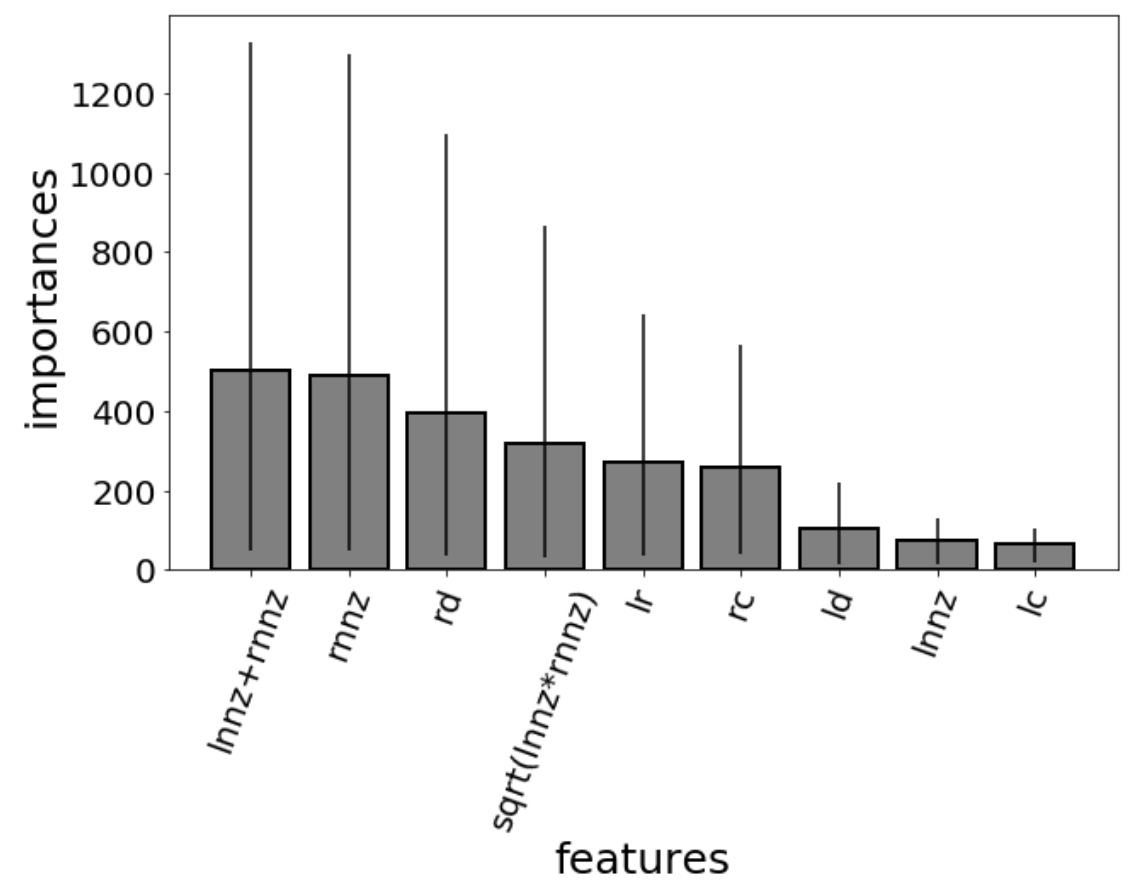 1200
1000
800
600
400
200
0
importances
lnnz+rnnz
rnnz
rd
sqrt(lnnz*rnnz)
lr
rc
ld
lnnz
lc
features